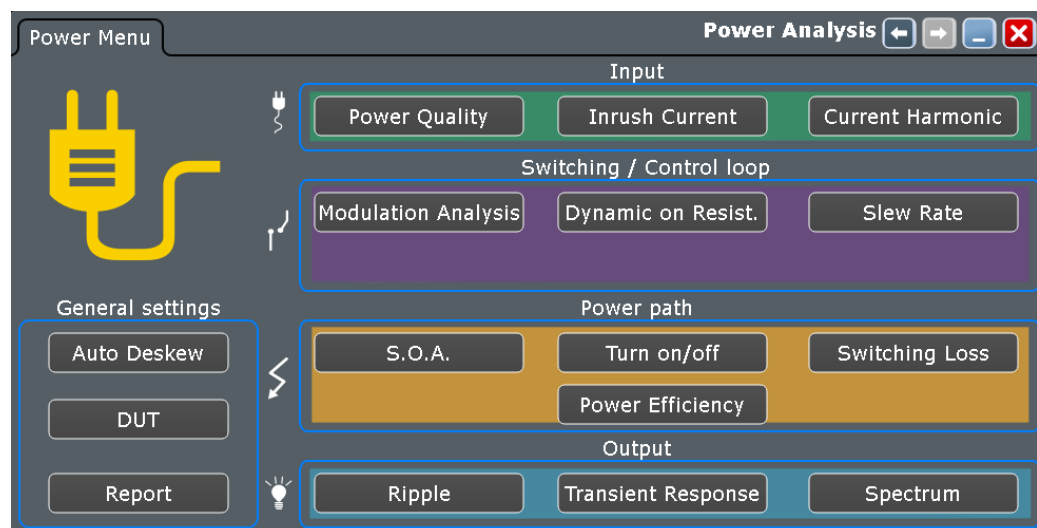 Power Menu
Power Analysis
Input
Power Quality
Inrush Current
Current Harmonic
Switching / Control loop
Modulation Analysis
Dynamic on Resist.
Slew Rate
General settings
Auto Deskew
DUT
Report
Power path
S.O.A.
Turn on/off
Switching Loss
Power Efficiency
Output
Ripple
Transient Response
Spectrum